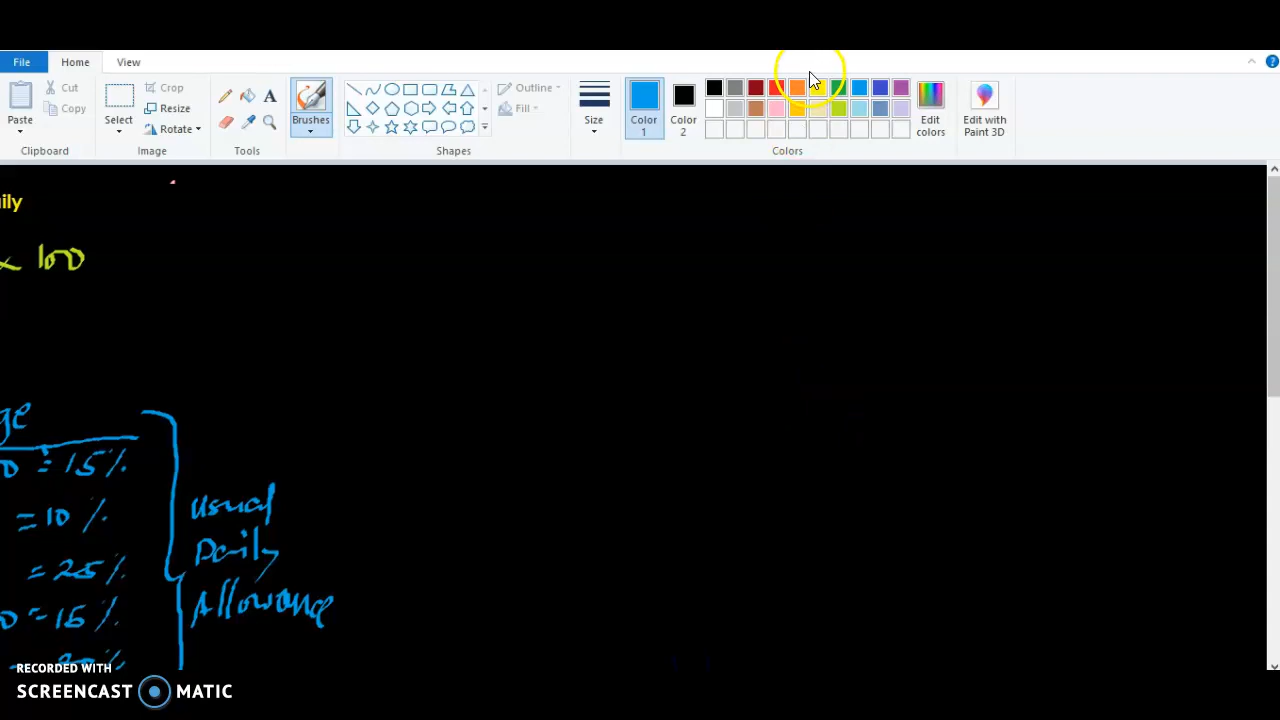 File Home View
Paste Cut Copy Clipboard
Select Crop Resize Rotate Image
A Tools
Brushes
Outline Fill Shapes
Size
Color 1 Color 2 Edit colors Colors
Edit with Paint 3D
ily
x 100
ge
0 = 15%
= 10%
= 25%
0 = 15%
Usual
Daily
Allowance
RECORDED WITH
SCREENCAST MATIC